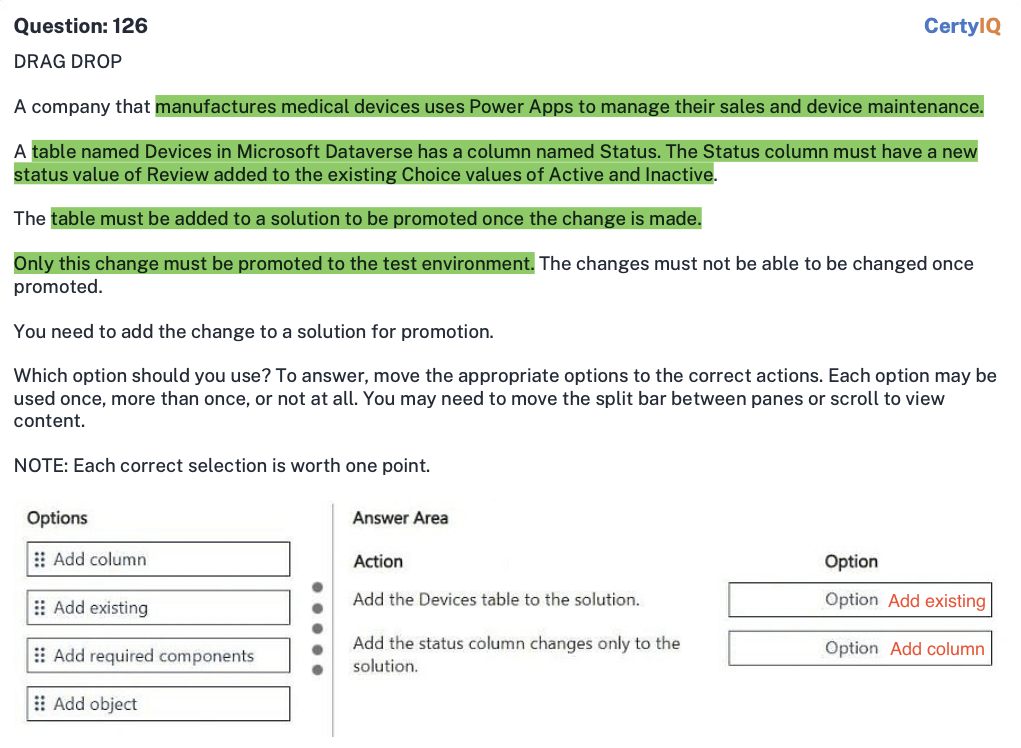 Question: 126
CertyIQ
DRAG DROP
A company that manufactures medical devices uses Power Apps to manage their sales and device maintenance.
A table named Devices in Microsoft Dataverse has a column named Status. The Status column must have a new
status value of Review added to the existing Choice values of Active and Inactive.
The table must be added to a solution to be promoted once the change is made.
Only this change must be promoted to the test environment. The changes must not be able to be changed once
promoted.
You need to add the change to a solution for promotion.
Which option should you use? To answer, move the appropriate options to the correct actions. Each option may be
used once, more than once, or not at all. You may need to move the split bar between panes or scroll to view
content.
NOTE: Each correct selection is worth one point.
Options
Add column
Add existing
Add required components
Add object
Answer Area
Action
Option
Add the Devices table to the solution.
Option Add existing
Add the status column changes only to the
solution.
Option Add column